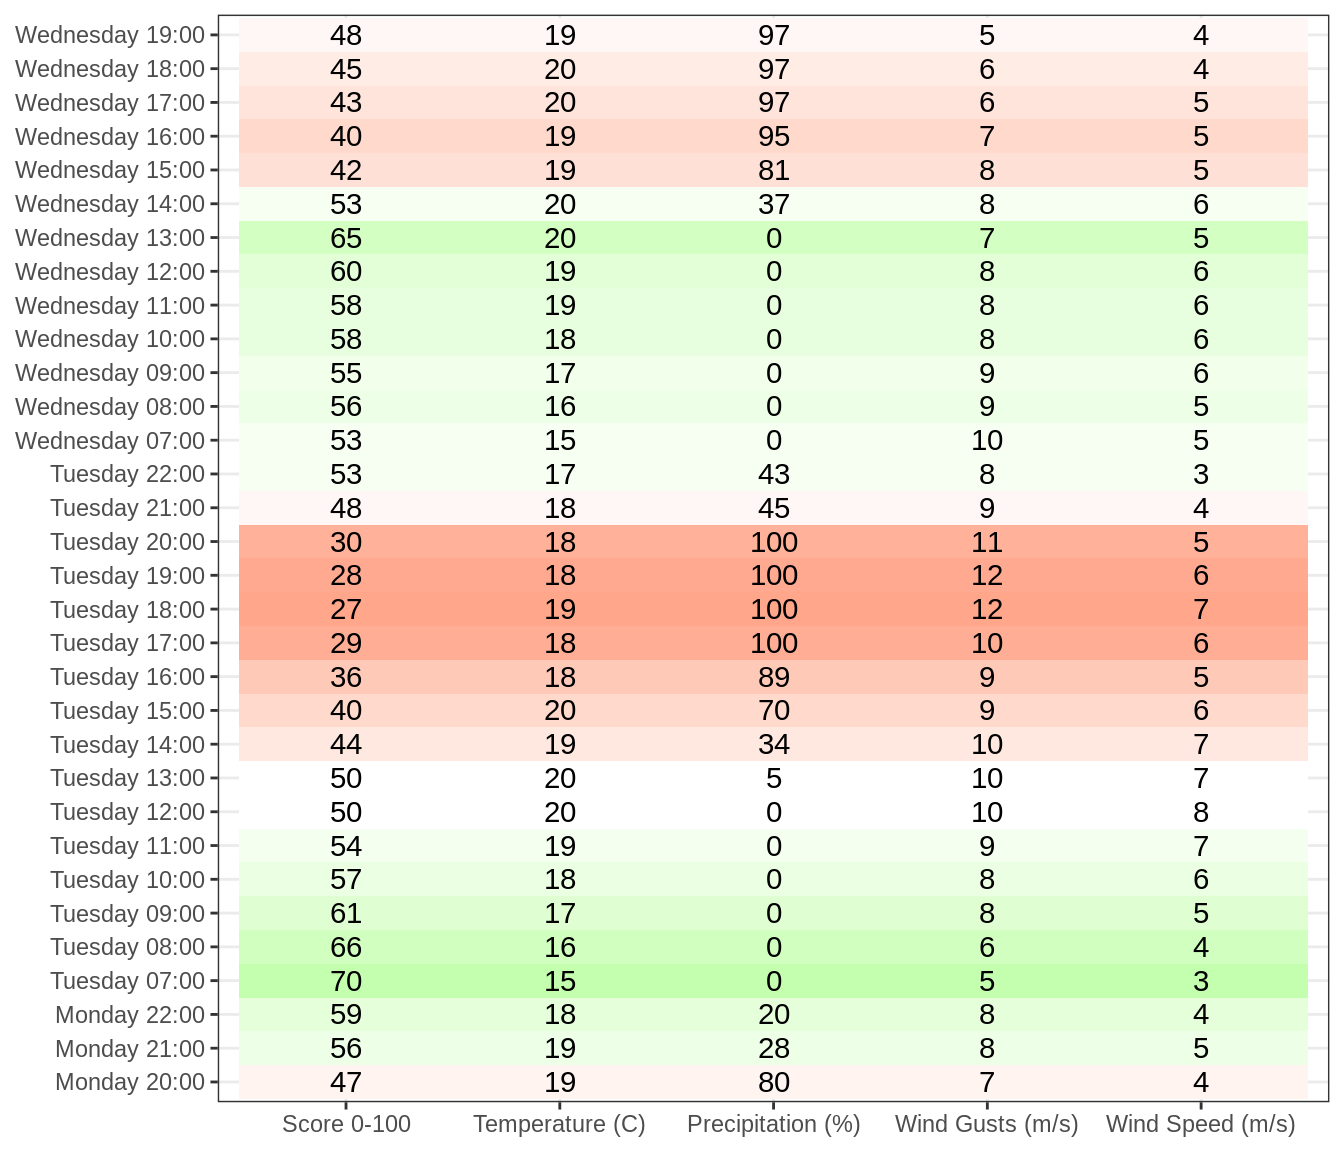 Wednesday 19:00 48 19 97 5 4
Wednesday 18:00 45 20 97 6 4
Wednesday 17:00 43 20 97 6 5
Wednesday 16:00 40 19 95 7 5
Wednesday 15:00 42 19 81 8 5
Wednesday 14:00 53 20 37 8 6
Wednesday 13:00 65 20 0 7 5
Wednesday 12:00 60 19 0 8 6
Wednesday 11:00 58 19 0 8 6
Wednesday 10:00 58 18 0 8 6
Wednesday 09:00 55 17 0 9 6
Wednesday 08:00 56 16 0 9 5
Wednesday 07:00 53 15 0 10 5
Tuesday 22:00 53 17 43 8 3
Tuesday 21:00 48 18 45 9 4
Tuesday 20:00 30 18 100 11 5
Tuesday 19:00 28 18 100 12 6
Tuesday 18:00 27 19 100 12 7
Tuesday 17:00 29 18 100 10 6
Tuesday 16:00 36 18 89 9 5
Tuesday 15:00 40 20 70 9 6
Tuesday 14:00 44 19 34 10 7
Tuesday 13:00 50 20 5 10 7
Tuesday 12:00 50 20 0 10 8
Tuesday 11:00 54 19 0 9 7
Tuesday 10:00 57 18 0 8 6
Tuesday 09:00 61 17 0 8 5
Tuesday 08:00 66 16 0 6 4
Tuesday 07:00 70 15 0 5 3
Monday 22:00 59 18 20 8 4
Monday 21:00 56 19 28 8 5
Monday 20:00 47 19 80 7 4
Score 0-100 Temperature (C) Precipitation (%) Wind Gusts (m/s) Wind Speed (m/s)